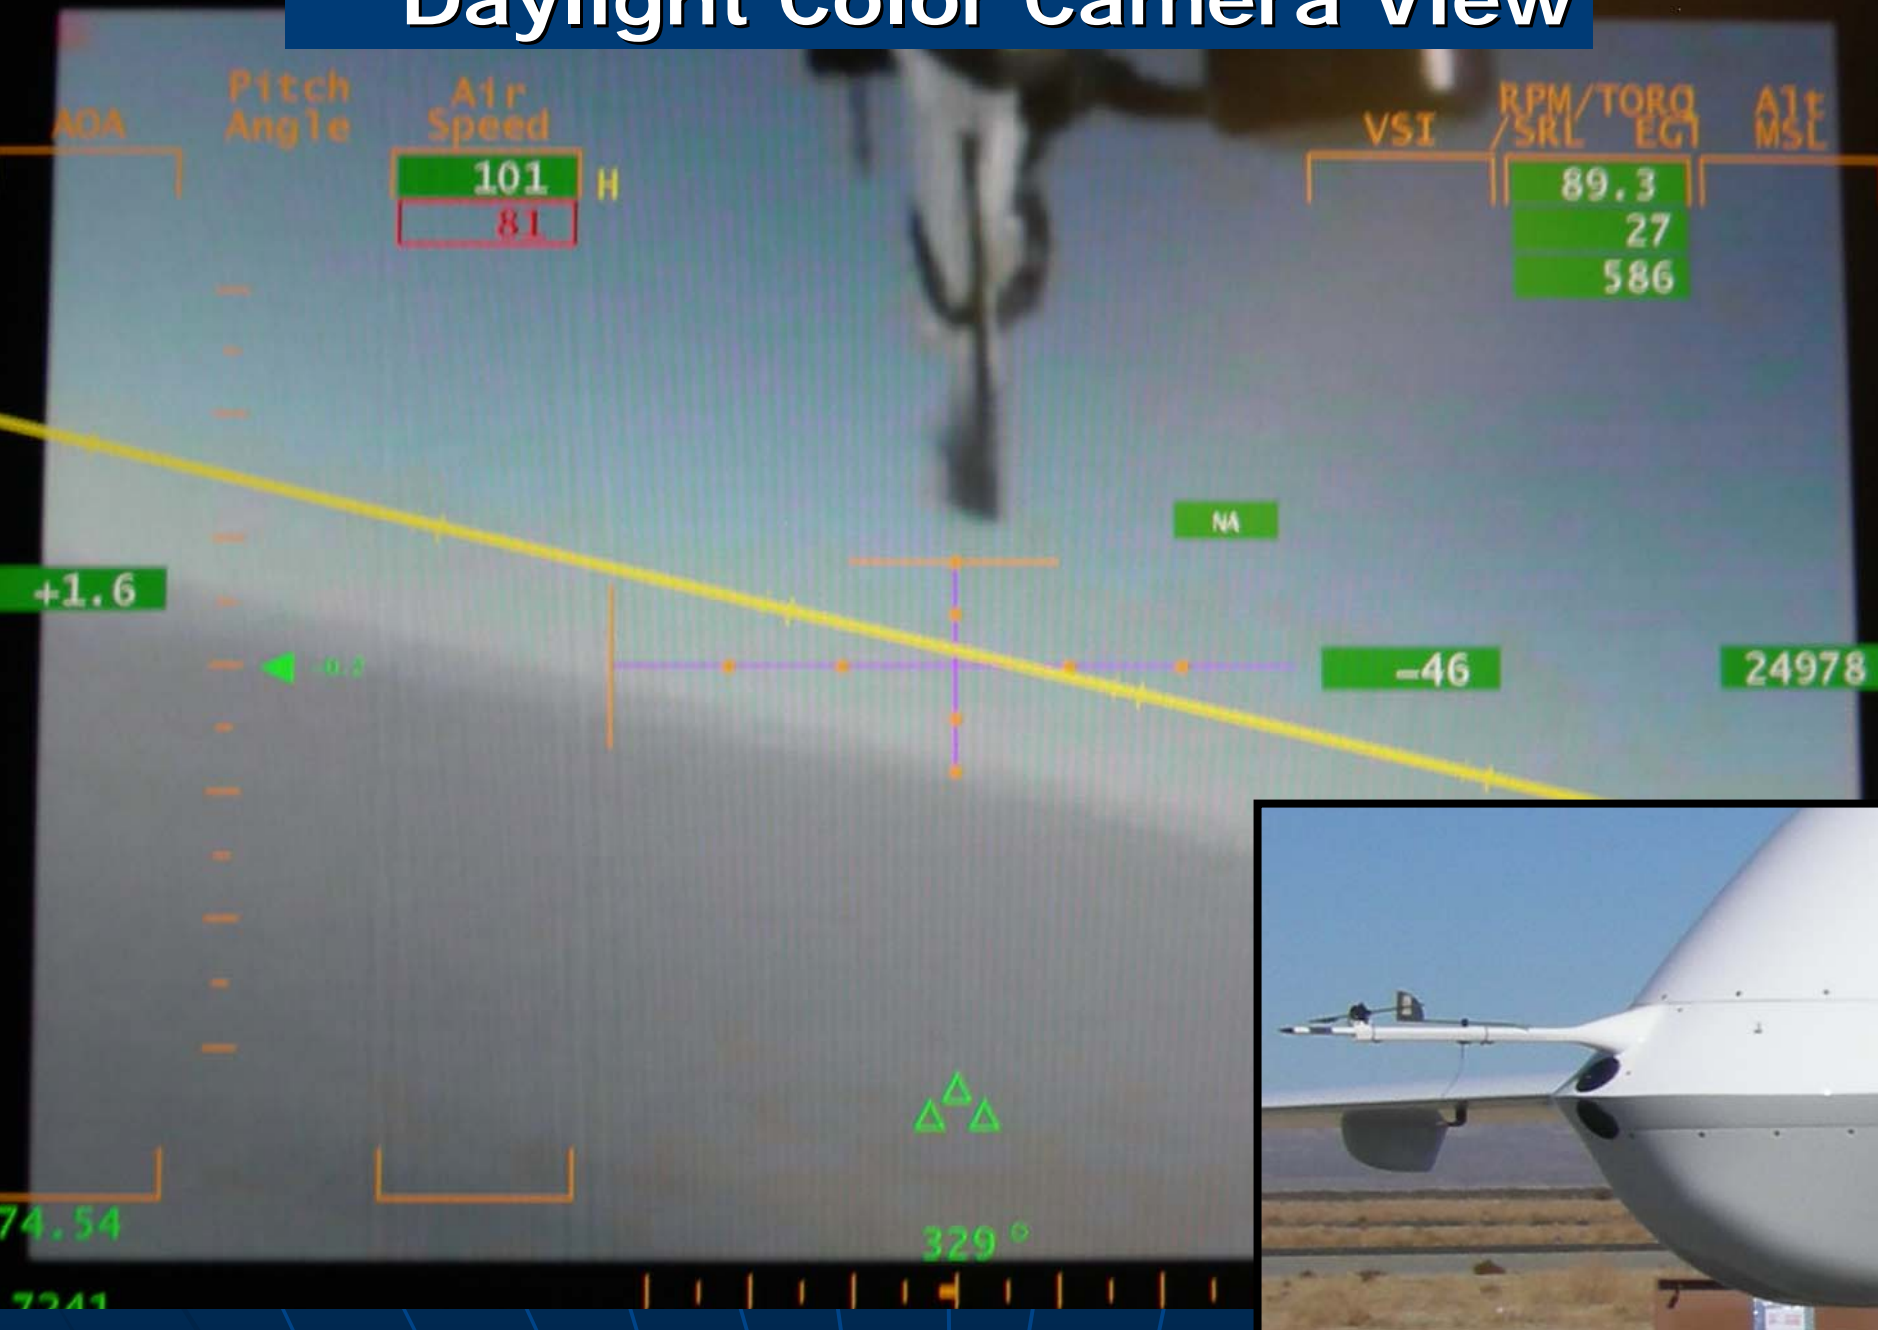 Daylight Color Camera View
AOA
Pitch
Angle
Air
Speed
101 H
81
VSI
RPM/TORQ
/SRL EGT
Alt
MSL
89.3
27
586
NA
+1.6
-46
24978
74.54
329°
7241